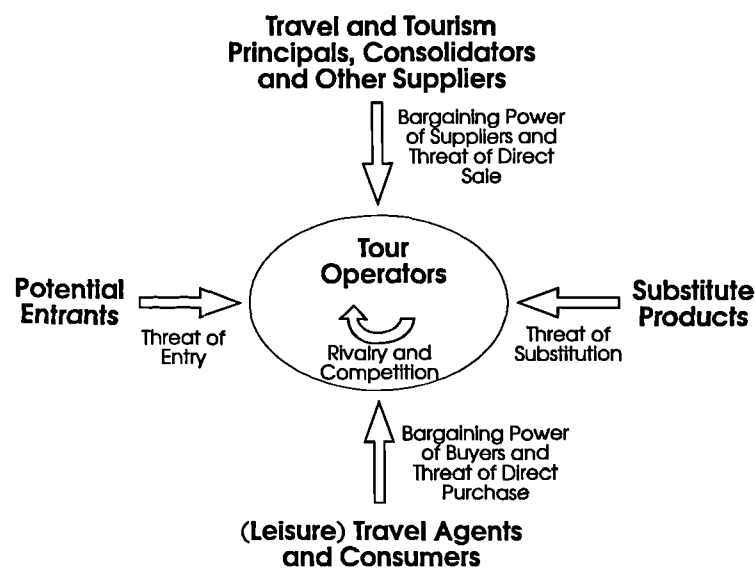 Travel and Tourism
Principals, Consolidators
and Other Suppliers
Bargaining Power
of Suppliers and
Threat of Direct
Sale
Tour
Operators
Potential
Entrants
Threat of
Entry
Rivalry and
Competition
Substitute
Products
Threat of
Substitution
Bargaining Power
of Buyers and
Threat of Direct
Purchase
(Leisure) Travel Agents
and Consumers